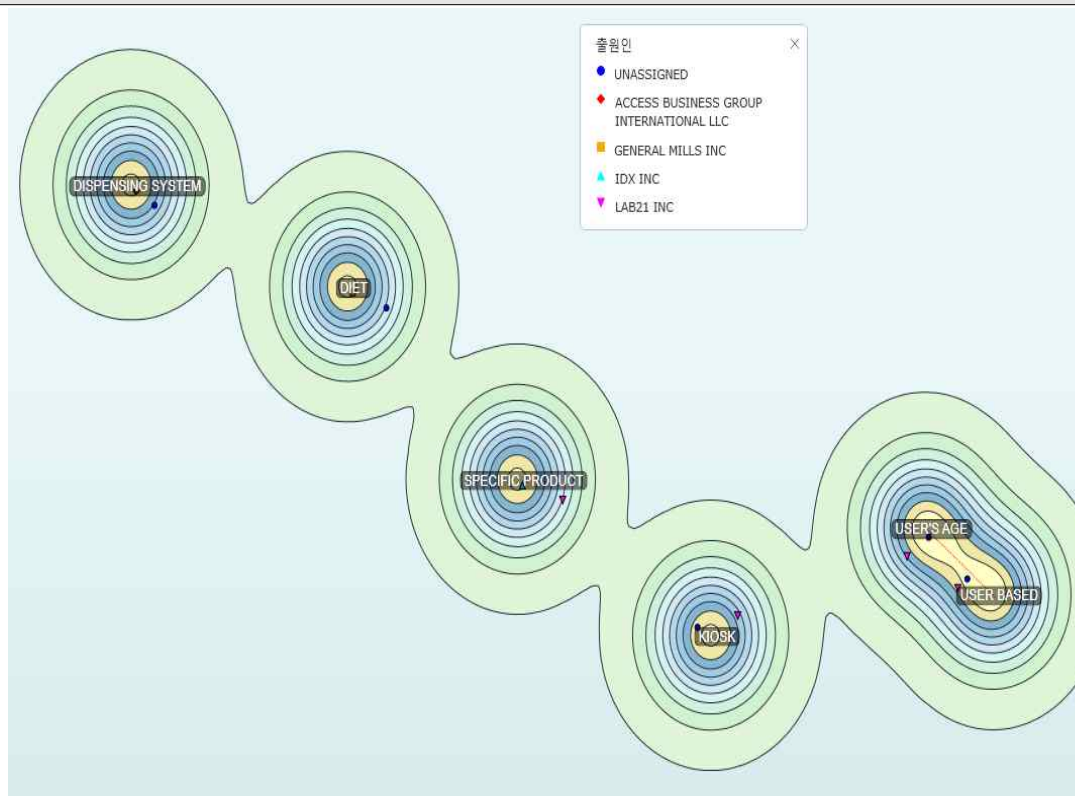 출원인
UNASSIGNED
ACCESS BUSINESS GROUP
INTERNATIONAL LLC
GENERAL MILLS INC
IDX INC
LAB21 INC
DISPENSING SYSTEM
DIET
SPECIFIC PRODUCT
USER'S AGE
USER BASED
KIOSK